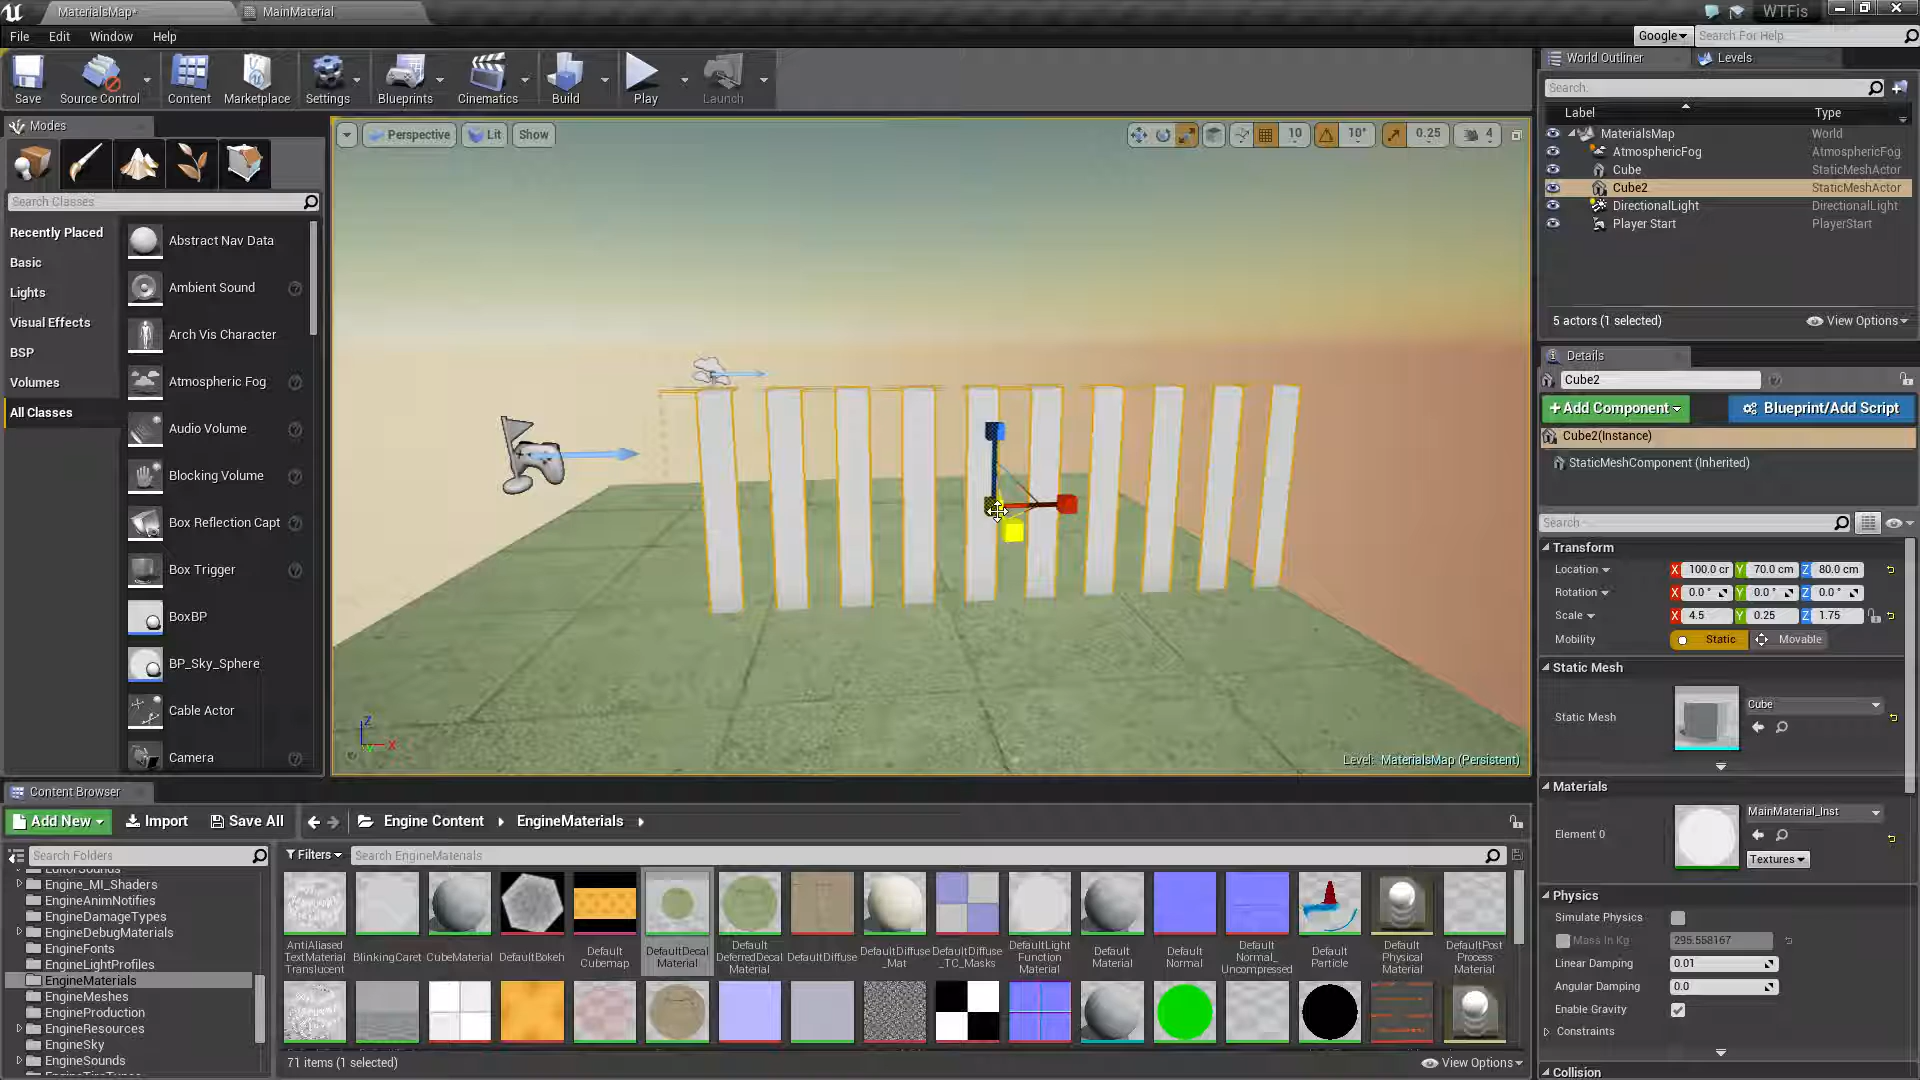 MaterialsMap*
MainMaterial
WTFis
File
Edit
Window
Help
Google
Search For Help
Save
Source Control
Content
Marketplace
Settings
Blueprints
Cinematics
Build
Play
Launch
Modes
Search Classes
Recently Placed
Basic
Lights
Visual Effects
BSP
Volumes
All Classes
Abstract Nav Data
Ambient Sound
Arch Vis Character
Atmospheric Fog
Audio Volume
Blocking Volume
Box Reflection Capt
Box Trigger
BoxBP
BP_Sky_Sphere
Cable Actor
Camera
Perspective
Lit
Show
10
10°
0.25
4
Z
X
Level: MaterialsMap (Persistent)
World Outliner
Levels
Search
Label
Type
MaterialsMap
World
AtmosphericFog
AtmosphericFog
Cube
StaticMeshActor
Cube2
StaticMeshActor
DirectionalLight
DirectionalLight
Player Start
PlayerStart
5 actors (1 selected)
View Options
Details
Cube2
+Add Component
Blueprint/Add Script
Cube2(Instance)
StaticMeshComponent (Inherited)
Search
Transform
Location
X 100.0 cr
Y 70.0 cm
Z 80.0 cm
Rotation
X 0.0 °
Y 0.0 °
Z 0.0 °
Scale
X 4.5
Y 0.25
Z 1.75
Mobility
Static
Movable
Static Mesh
Static Mesh
Cube
Materials
Element 0
MainMaterial_Inst
Textures
Physics
Simulate Physics
Mass in Kg
295.558167
Linear Damping
0.01
Angular Damping
0.0
Enable Gravity
Constraints
Collision
Content Browser
Add New
Import
Save All
Engine Content
EngineMaterials
Search Folders
Filters
Search EngineMaterials
Engine_MI_Shaders
EngineAnimNotifies
EngineDamageTypes
EngineDebugMaterials
EngineFonts
EngineLightProfiles
EngineMaterials
EngineMeshes
EngineProduction
EngineResources
EngineSky
EngineSounds
AntiAliased
TextMaterial
Translucent
BlinkingCaret
CubeMaterial
DefaultBokeh
Default
Cubemap
DefaultDecal
Material
Default
DeferredDecal
Material
DefaultDiffuse
DefaultDiffuse
_Mat
DefaultDiffuse
_TC_Masks
DefaultLight
Function
Material
Default
Material
Default
Normal
Default
Normal_
Uncompressed
Default
Particle
Default
Physical
Material
DefaultPost
Process
Material
71 items (1 selected)
View Options